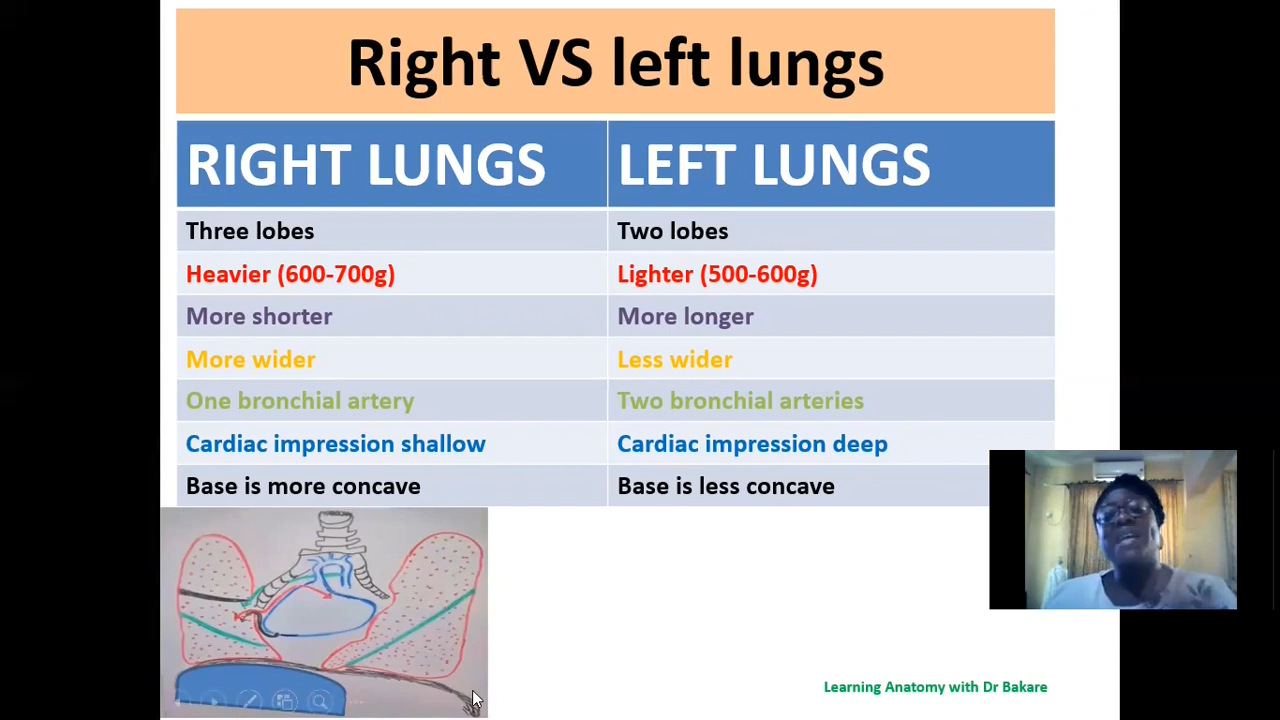 Right VS left lungs
RIGHT LUNGS
LEFT LUNGS
Three lobes
Two lobes
Heavier (600-700g)
Lighter (500-600g)
More shorter
More longer
More wider
Less wider
One bronchial artery
Two bronchial arteries
Cardiac impression shallow
Cardiac impression deep
Base is more concave
Base is less concave
Learning Anatomy with Dr Bakare